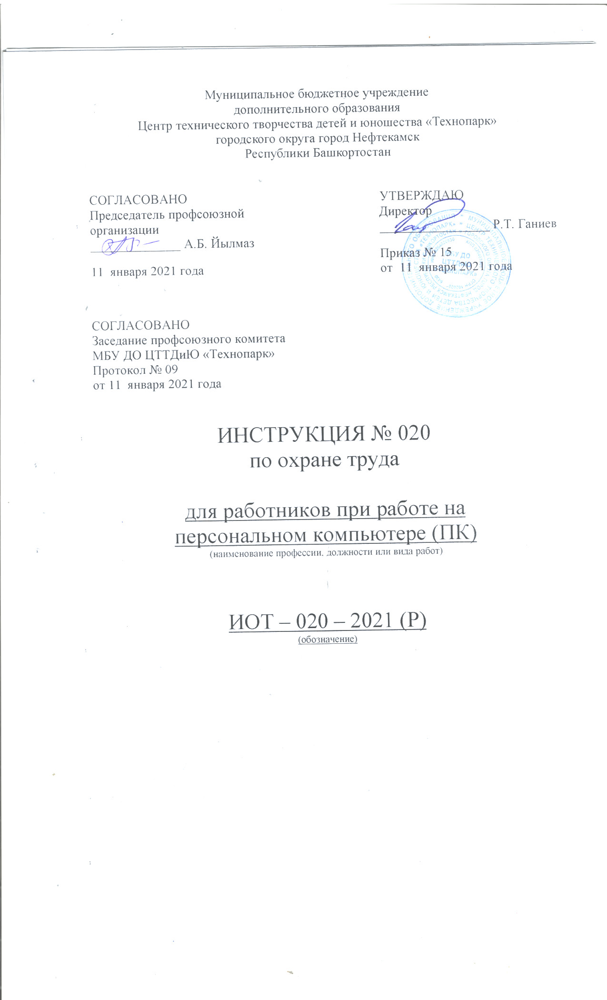 Муниципальное бюджетное учреждение
дополнительного образования
Центр технического творчества детей и юношества «Технопарк»
городского округа город Нефтекамск
Республики Башкортостан
СОГЛАСОВАНО
Председатель профсоюзной
организации
А.Б. Йылмаз
11 января 2021 года
УТВЕРЖДАЮ
Директор
Р.Т. Ганиев
Приказ № 15
от 11 января 2021 года
СОГЛАСОВАНО
Заседание профсоюзного комитета
МБУ ДО ЦТТДиЮ «Технопарк»
Протокол № 09
от 11 января 2021 года
ИНСТРУКЦИЯ № 020
по охране труда
для работников при работе на
персональном компьютере (ПК)
(наименование профессии, должности или вида работ)
ИОТ – 020 – 2021 (Р)
(обозначение)